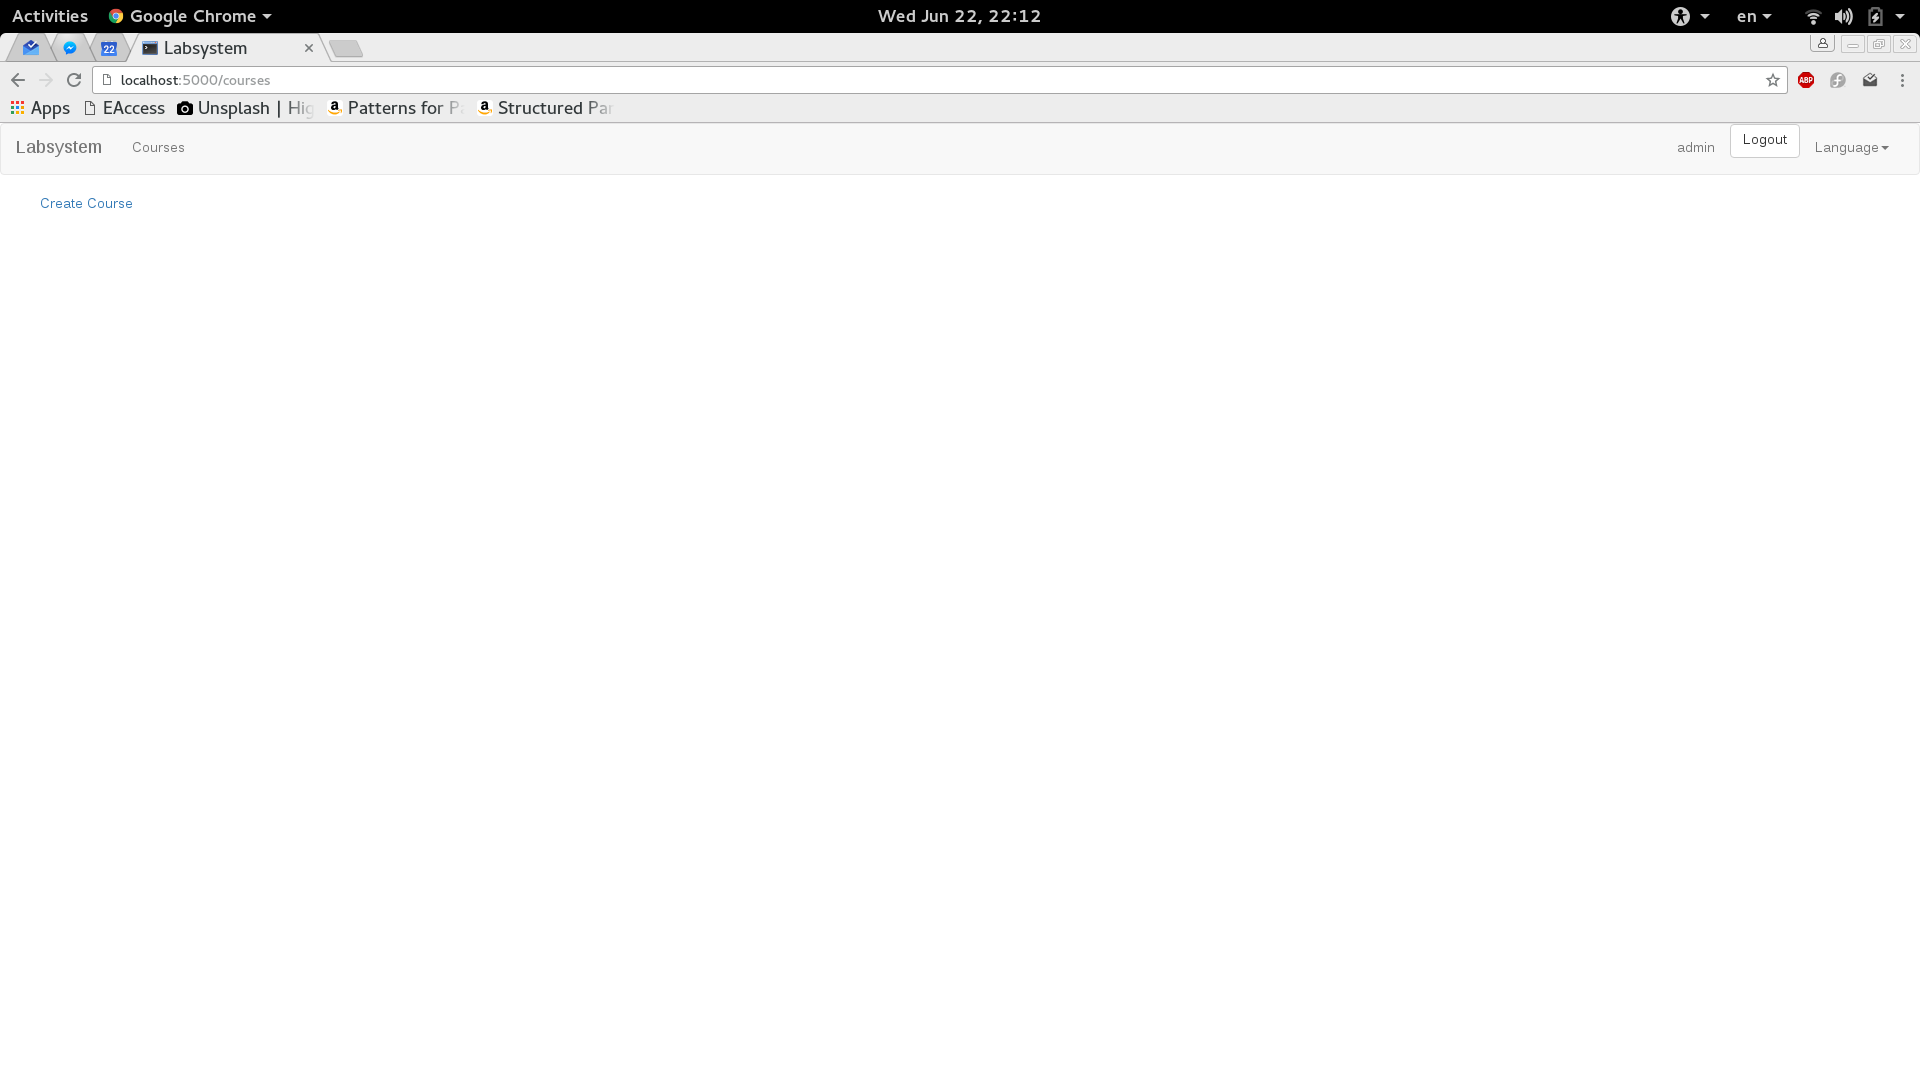 Activities Google Chrome Wed Jun 22, 22:12 en
22 Labsystem
localhost:5000/courses ABP
Apps EAccess Unsplash | Hig Patterns for P Structured Par
Labsystem Courses admin Logout Language
Create Course